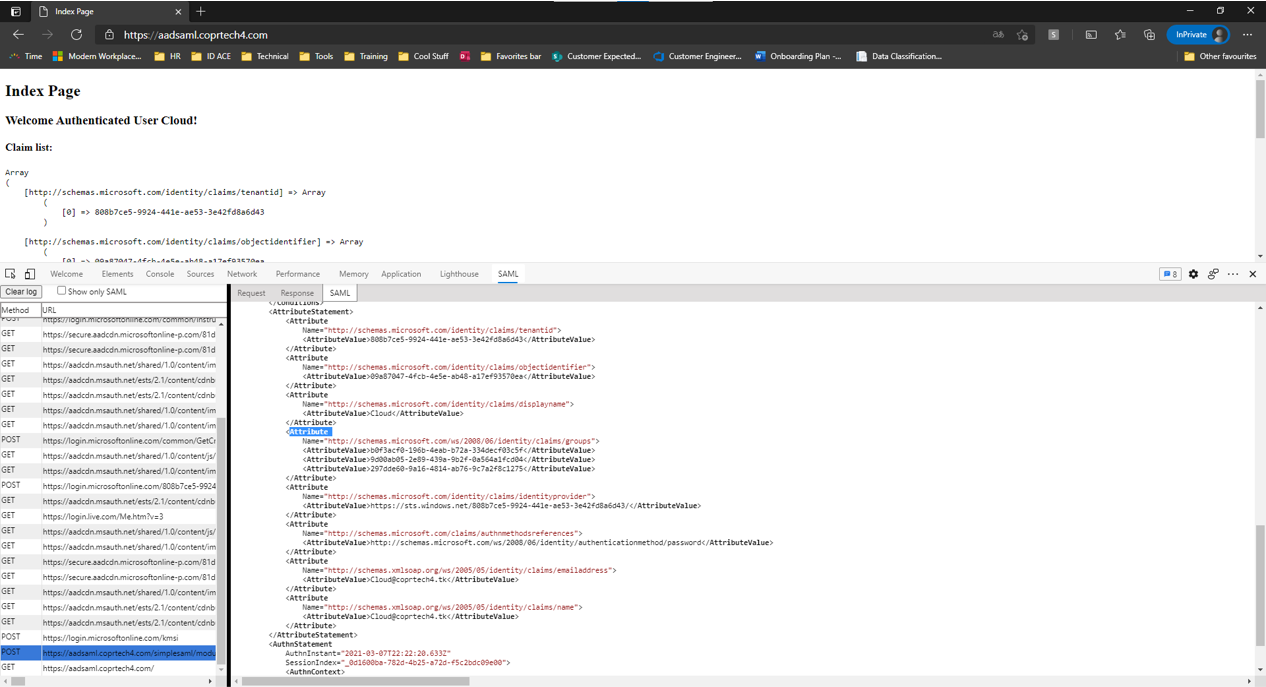 Index Page
https://aadsaml.coprtech4.com
InPrivate
Time
Modern Workplace...
HR
ID ACE
Technical
Tools
Training
Cool Stuff
Favorites bar
Customer Expected...
Customer Engineer...
Onboarding Plan -...
Data Classification...
Other favourites
Index Page
Welcome Authenticated User Cloud!
Claim list:
Array
(
[http://schemas.microsoft.com/identity/claims/tenantid] => Array
(
[0] => 808b7ce5-9924-441e-ae53-3e42fd8a6d43
)
[http://schemas.microsoft.com/identity/claims/objectidentifier] => Array
(
[0] => 09a87047-4fcb-4e5e-ab48-a17ef93570ea
Welcome Elements Console Sources Network Performance Memory Application Lighthouse SAML
8
Clear log
Show only SAML
Request Response SAML
Method URL
POST https://login.microsoftonline.com/common/instru
GET https://secure.aadcdn.microsoftonline-p.com/81d
GET https://secure.aadcdn.microsoftonline-p.com/81d
GET https://aadcdn.msauth.net/shared/1.0/content/im
GET https://aadcdn.msauth.net/ests/2.1/content/cdnb
GET https://aadcdn.msauth.net/ests/2.1/content/cdnb
GET https://aadcdn.msauth.net/shared/1.0/content/im
GET https://aadcdn.msauth.net/shared/1.0/content/im
POST https://login.microsoftonline.com/common/GetCr
GET https://aadcdn.msauth.net/shared/1.0/content/js/
GET https://aadcdn.msauth.net/shared/1.0/content/im
POST https://login.microsoftonline.com/808b7ce5-9924
GET https://aadcdn.msauth.net/ests/2.1/content/cdnb
GET https://login.live.com/Me.htm?v=3
GET https://aadcdn.msauth.net/shared/1.0/content/js/
GET https://aadcdn.msauth.net/shared/1.0/content/im
GET https://secure.aadcdn.microsoftonline-p.com/81d
GET https://secure.aadcdn.microsoftonline-p.com/81d
GET https://aadcdn.msauth.net/shared/1.0/content/im
GET https://aadcdn.msauth.net/ests/2.1/content/cdnb
GET https://aadcdn.msauth.net/ests/2.1/content/cdnb
POST https://login.microsoftonline.com/kmsi
POST https://aadsaml.coprtech4.com/simplesaml/modu
GET https://aadsaml.coprtech4.com/
</Conditions>
<AttributeStatement>
<Attribute
Name="http://schemas.microsoft.com/identity/claims/tenantid">
<AttributeValue>808b7ce5-9924-441e-ae53-3e42fd8a6d43</AttributeValue>
</Attribute>
<Attribute
Name="http://schemas.microsoft.com/identity/claims/objectidentifier">
<AttributeValue>09a87047-4fcb-4e5e-ab48-a17ef93570ea</AttributeValue>
</Attribute>
<Attribute
Name="http://schemas.microsoft.com/identity/claims/displayname">
<AttributeValue>Cloud</AttributeValue>
</Attribute>
<Attribute
Name="http://schemas.microsoft.com/ws/2008/06/identity/claims/groups">
<AttributeValue>b0f3acf0-196b-4eab-b72a-334decf03c5f</AttributeValue>
<AttributeValue>9d00ab05-2e89-439a-9b2f-0a564a1fcd04</AttributeValue>
<AttributeValue>297dde60-9a16-4814-ab76-9c7a2f8c1275</AttributeValue>
</Attribute>
<Attribute
Name="http://schemas.microsoft.com/identity/claims/identityprovider">
<AttributeValue>https://sts.windows.net/808b7ce5-9924-441e-ae53-3e42fd8a6d43/</AttributeValue>
</Attribute>
<Attribute
Name="http://schemas.microsoft.com/claims/authnmethodsreferences">
<AttributeValue>http://schemas.microsoft.com/ws/2008/06/identity/authenticationmethod/password</AttributeValue>
</Attribute>
<Attribute
Name="http://schemas.xmlsoap.org/ws/2005/05/identity/claims/emailaddress">
<AttributeValue>Cloud@coprtech4.tk</AttributeValue>
</Attribute>
<Attribute
Name="http://schemas.xmlsoap.org/ws/2005/05/identity/claims/name">
<AttributeValue>Cloud@coprtech4.tk</AttributeValue>
</Attribute>
</AttributeStatement>
<AuthnStatement
AuthnInstant="2021-03-07T22:22:20.633Z"
SessionIndex="_0d1600ba-782d-4b25-a72d-f5c2bdc09e00">
<AuthnContext>